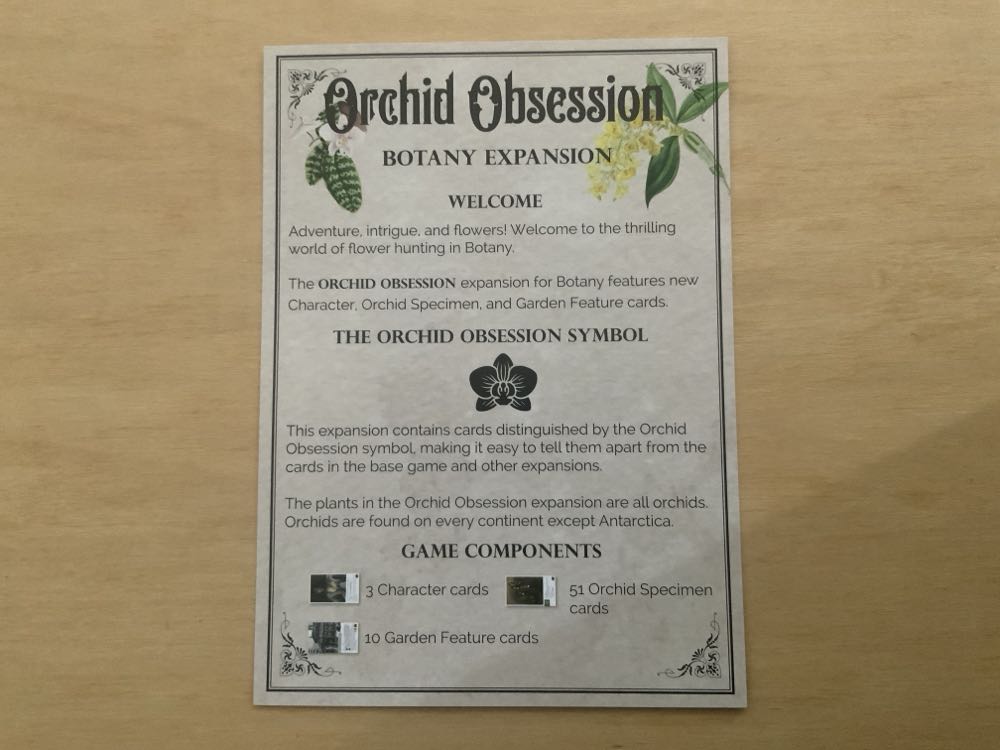 Orchid Obsession
BOTANY EXPANSION
WELCOME
Adventure, intrigue, and flowers! Welcome to the thrilling
world of flower hunting in Botany.
The ORCHID OBSESSION expansion for Botany features new
Character, Orchid Specimen, and Garden Feature cards.
THE ORCHID OBSESSION SYMBOL
This expansion contains cards distinguished by the Orchid
Obsession symbol, making it easy to tell them apart from the
cards in the base game and other expansions.
The plants in the Orchid Obsession expansion are all orchids.
Orchids are found on every continent except Antarctica.
GAME COMPONENTS
3 Character cards
51 Orchid Specimen
cards
10 Garden Feature cards